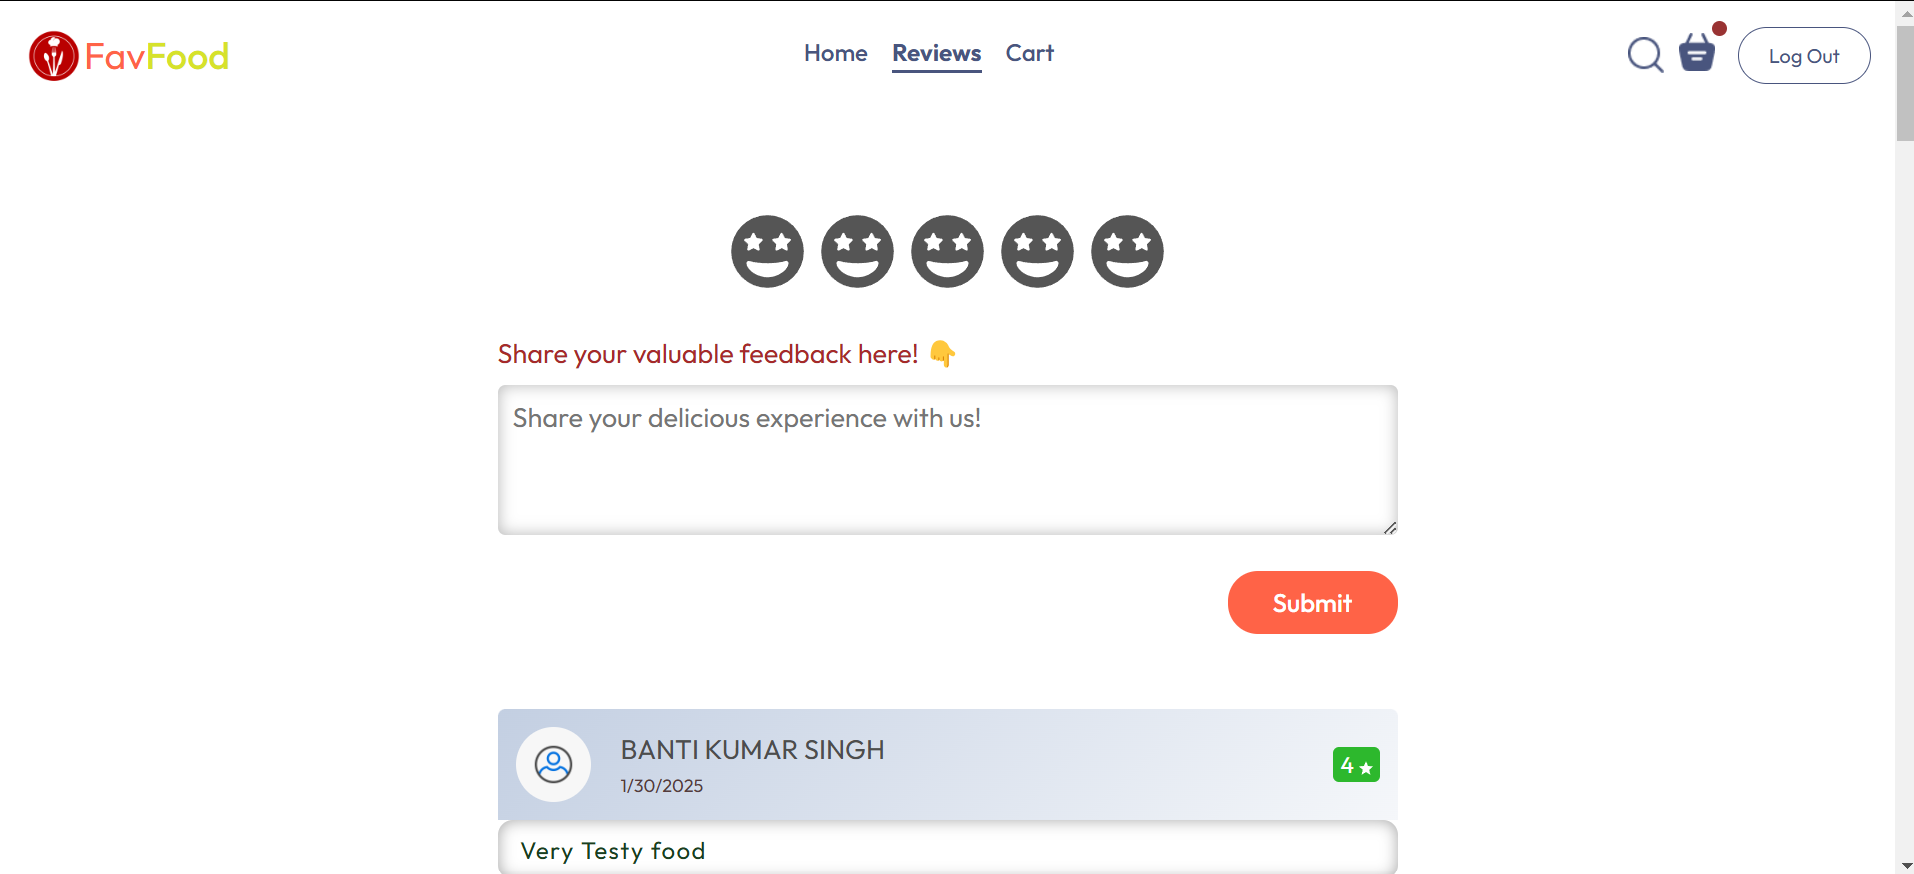 FavFood
Home Reviews Cart
Log Out
Share your valuable feedback here! 👇
Share your delicious experience with us!
Submit
BANTI KUMAR SINGH
1/30/2025
4 ★
Very Testy food